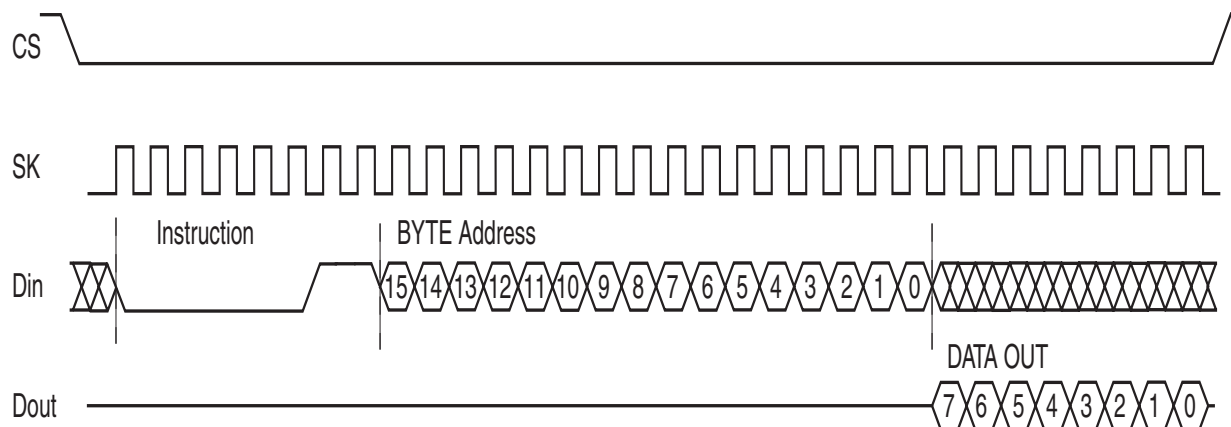 CS
SK
Instruction BYTE Address
Din 15 14 13 12 11 10 9 8 7 6 5 4 3 2 1 0
DATA OUT
Dout 7 6 5 4 3 2 1 0